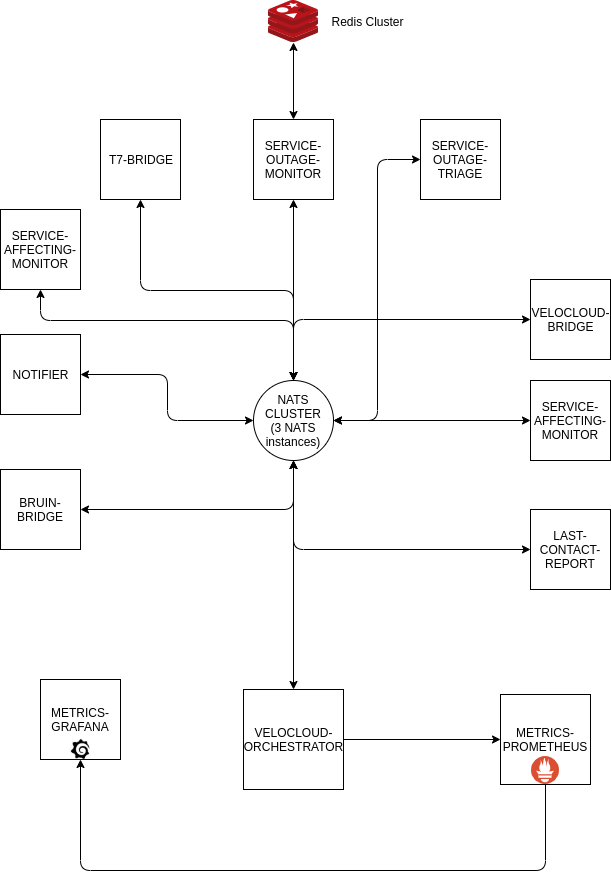 Redis Cluster
T7-BRIDGE
SERVICE-
OUTAGE-
MONITOR
SERVICE-
OUTAGE-
TRIAGE
SERVICE-
AFFECTING-
MONITOR
VELOCLOUD-
BRIDGE
NOTIFIER
NATS
CLUSTER
(3 NATS
instances)
SERVICE-
AFFECTING-
MONITOR
BRUIN-
BRIDGE
LAST-
CONTACT-
REPORT
METRICS-
GRAFANA
VELOCLOUD-
ORCHESTRATOR
METRICS-
PROMETHEUS